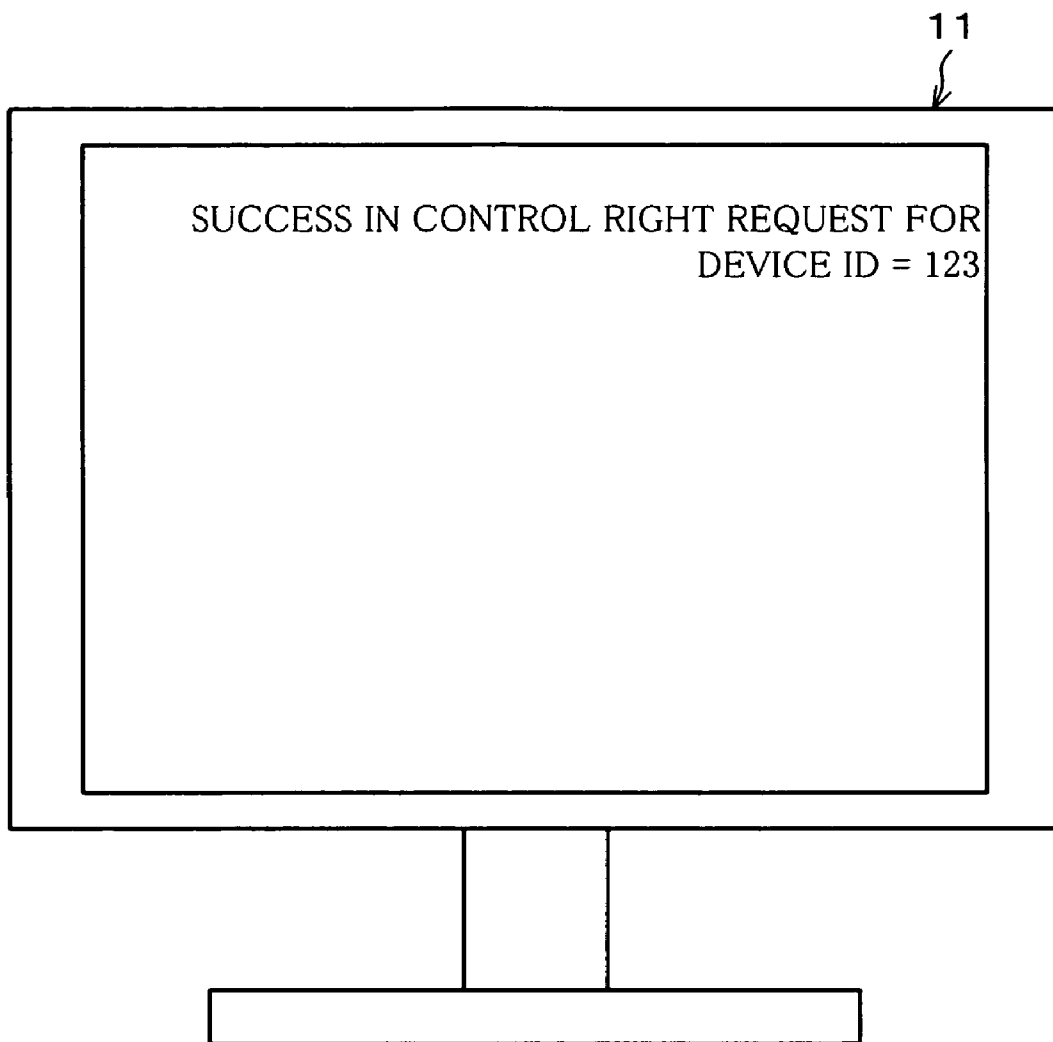 11
SUCCESS IN CONTROL RIGHT REQUEST FOR
DEVICE ID = 123